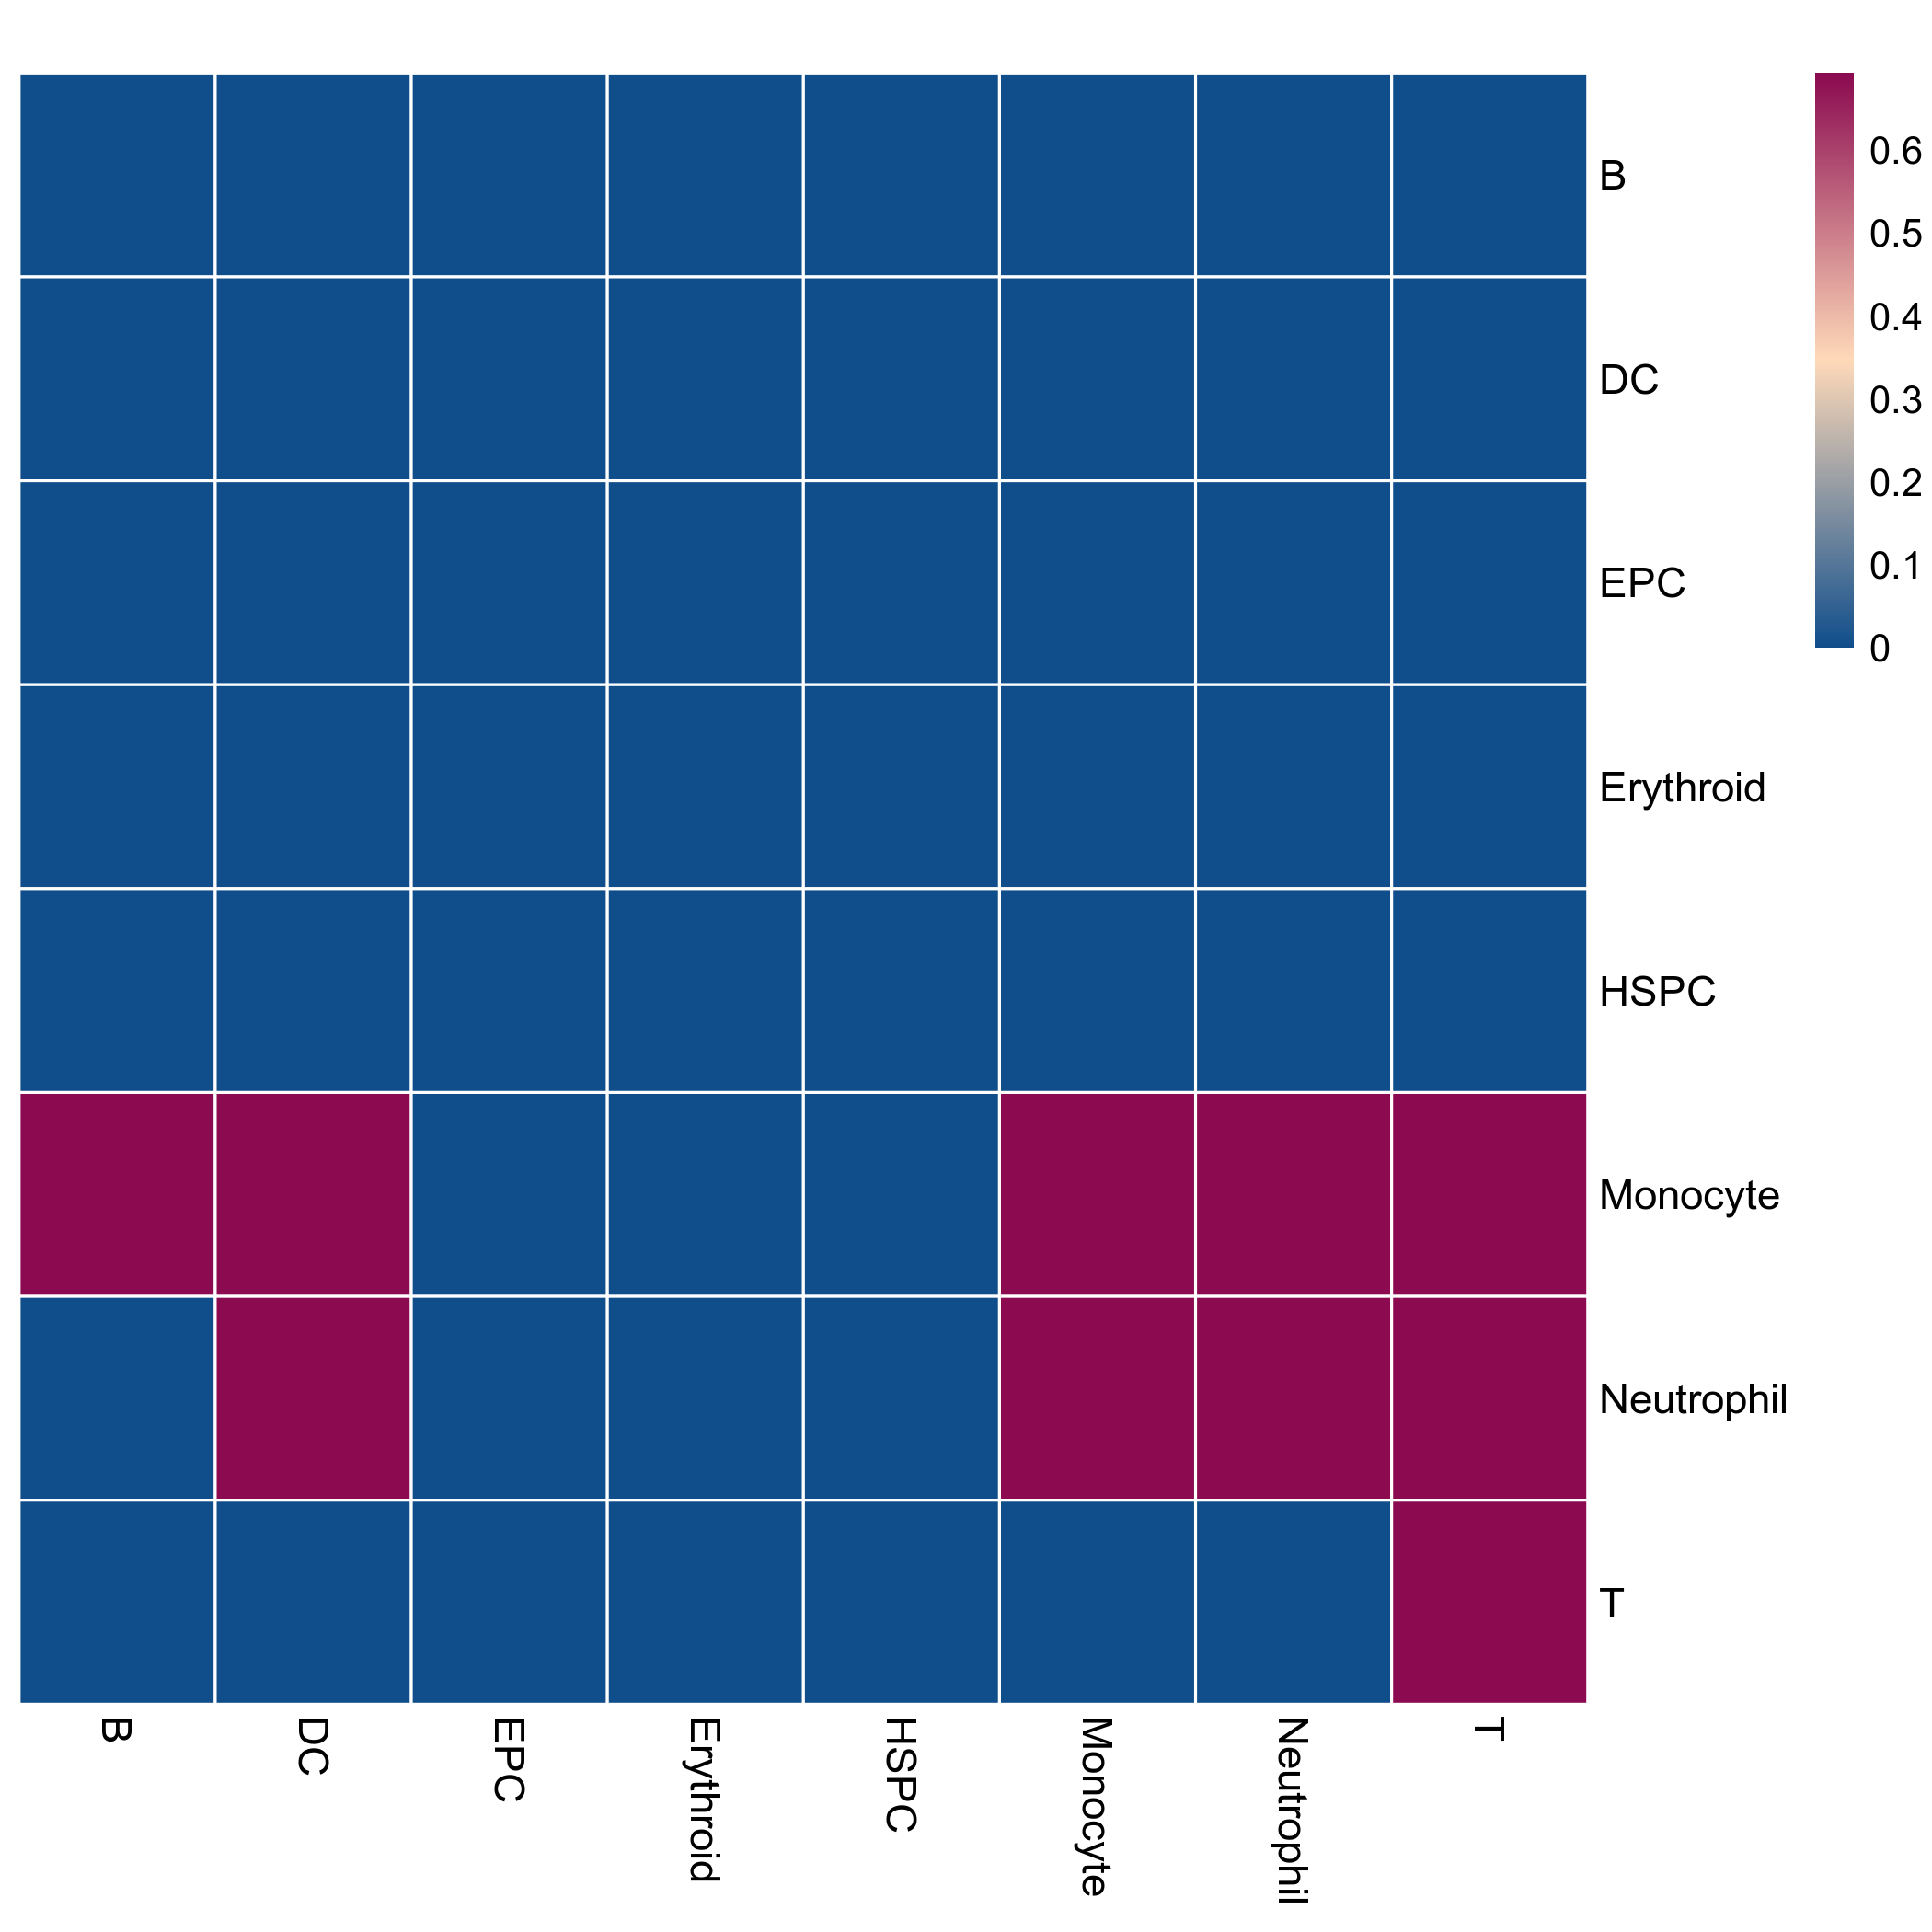 B
DC
EPC
Erythroid
HSPC
Monocyte
Neutrophil
T
0.6
0.5
0.4
0.3
0.2
0.1
0
B
DC
EPC
Erythroid
HSPC
Monocyte
Neutrophil
T